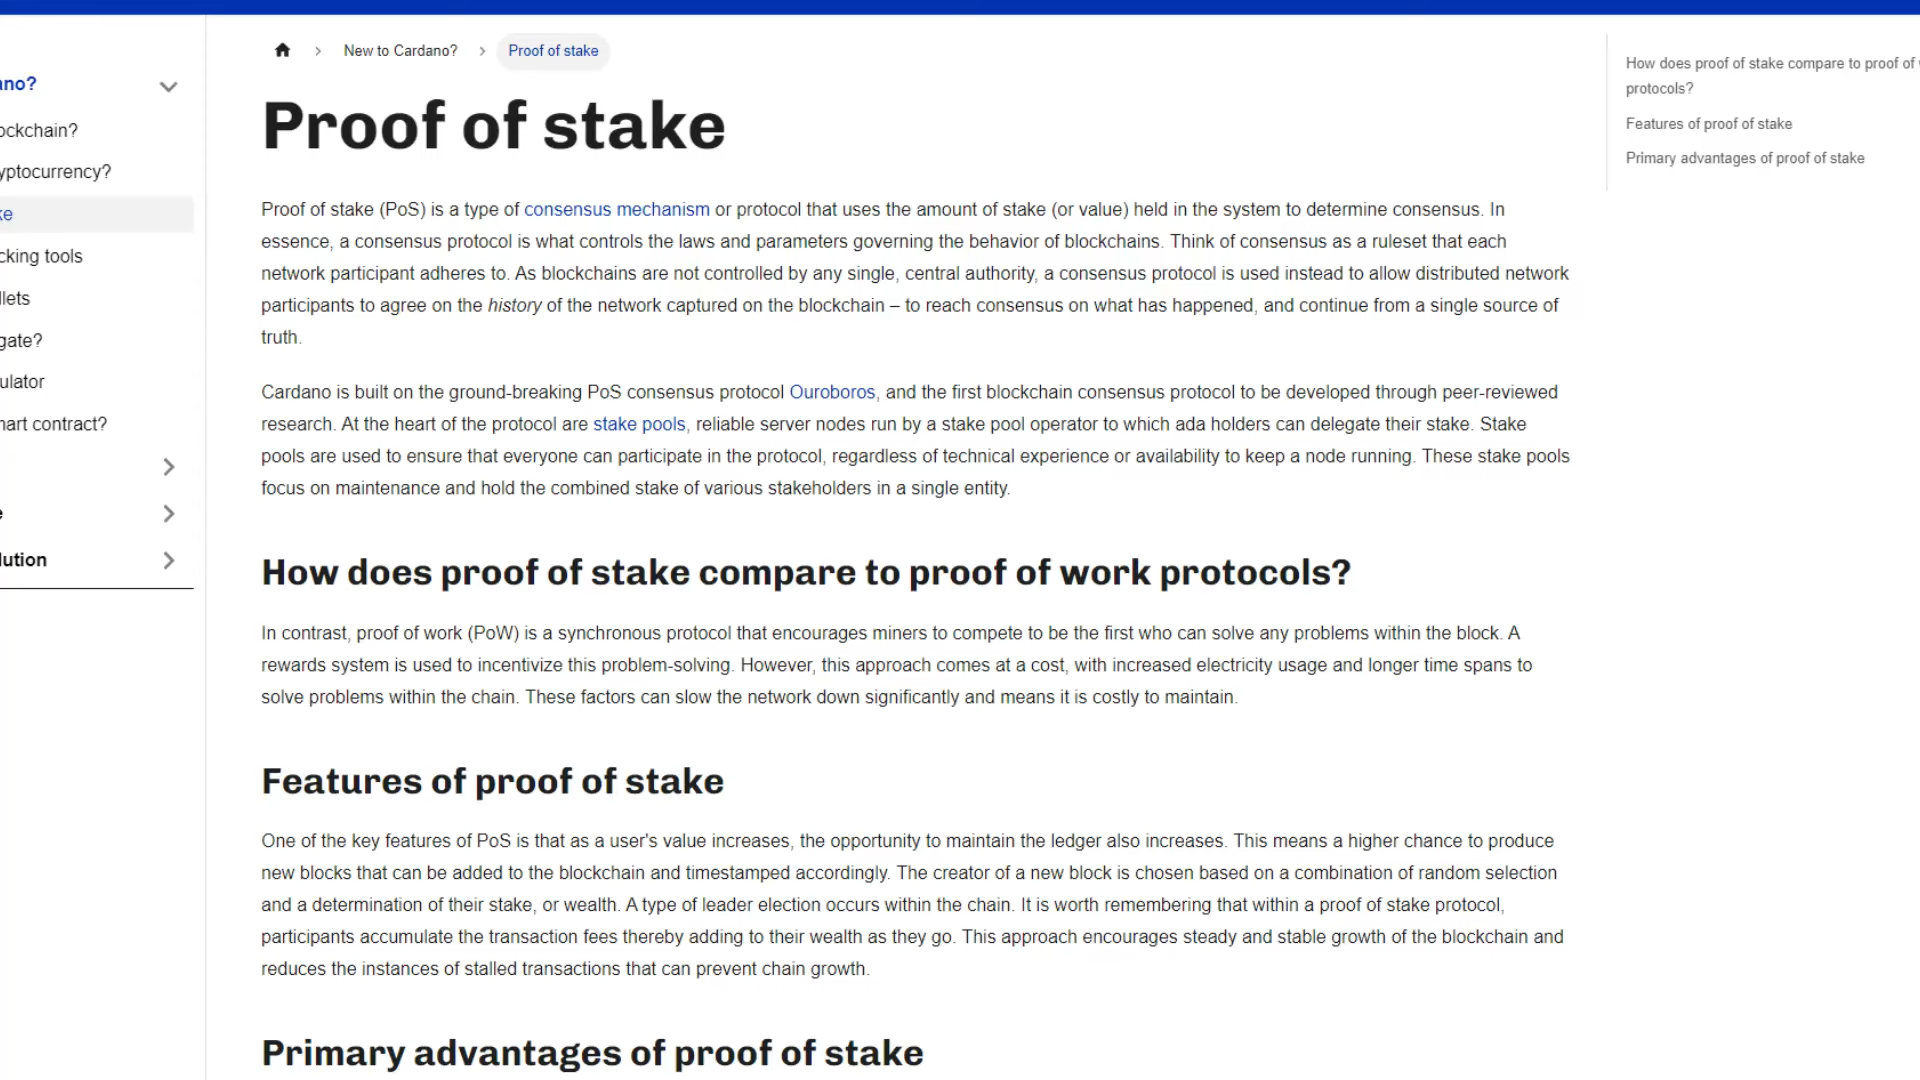 New to Cardano?
Proof of stake
ano?
ockchain?
yptocurrency?
ke
cking tools
llets
gate?
ulator
nart contract?
e
lution
Proof of stake
Proof of stake (PoS) is a type of consensus mechanism or protocol that uses the amount of stake (or value) held in the system to determine consensus. In
essence, a consensus protocol is what controls the laws and parameters governing the behavior of blockchains. Think of consensus as a ruleset that each
network participant adheres to. As blockchains are not controlled by any single, central authority, a consensus protocol is used instead to allow distributed network
participants to agree on the history of the network captured on the blockchain – to reach consensus on what has happened, and continue from a single source of
truth.
Cardano is built on the ground-breaking PoS consensus protocol Ouroboros, and the first blockchain consensus protocol to be developed through peer-reviewed
research. At the heart of the protocol are stake pools, reliable server nodes run by a stake pool operator to which ada holders can delegate their stake. Stake
pools are used to ensure that everyone can participate in the protocol, regardless of technical experience or availability to keep a node running. These stake pools
focus on maintenance and hold the combined stake of various stakeholders in a single entity.
How does proof of stake compare to proof of work protocols?
In contrast, proof of work (PoW) is a synchronous protocol that encourages miners to compete to be the first who can solve any problems within the block. A
rewards system is used to incentivize this problem-solving. However, this approach comes at a cost, with increased electricity usage and longer time spans to
solve problems within the chain. These factors can slow the network down significantly and means it is costly to maintain.
Features of proof of stake
One of the key features of PoS is that as a user's value increases, the opportunity to maintain the ledger also increases. This means a higher chance to produce
new blocks that can be added to the blockchain and timestamped accordingly. The creator of a new block is chosen based on a combination of random selection
and a determination of their stake, or wealth. A type of leader election occurs within the chain. It is worth remembering that within a proof of stake protocol,
participants accumulate the transaction fees thereby adding to their wealth as they go. This approach encourages steady and stable growth of the blockchain and
reduces the instances of stalled transactions that can prevent chain growth.
Primary advantages of proof of stake
How does proof of stake compare to proof of
protocols?
Features of proof of stake
Primary advantages of proof of stake